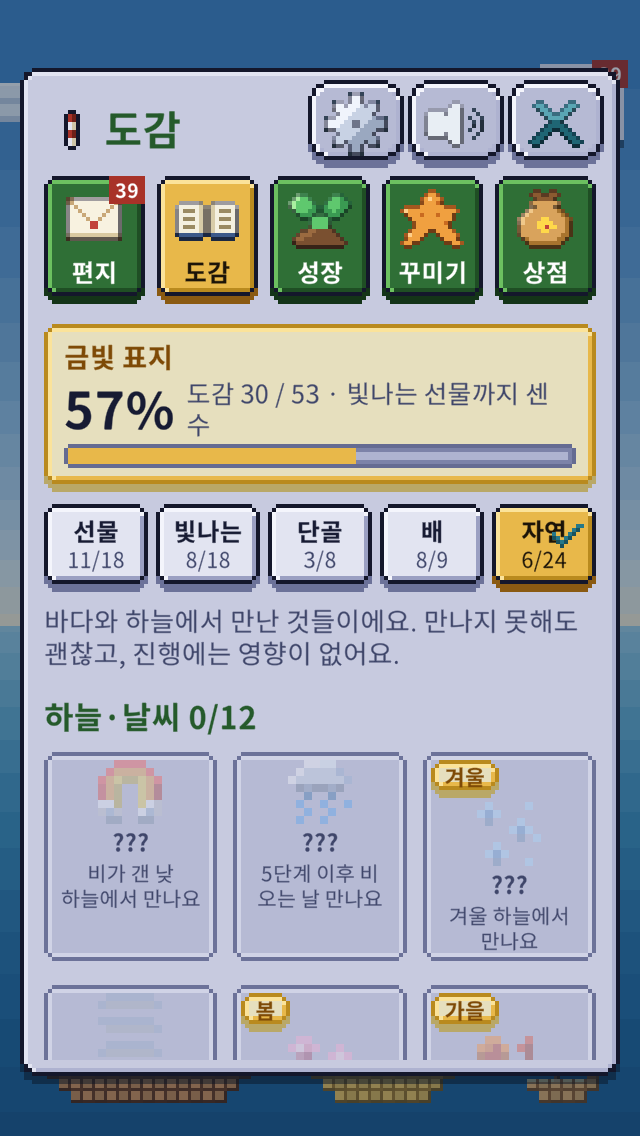 도감
39
편지
도감
성장
꾸미기
상점
금빛 표지
57% 도감 30 / 53 · 빛나는 선물까지 센
수
선물
11/18
빛나는
8/18
단골
3/8
배
8/9
자연
6/24
바다와 하늘에서 만난 것들이에요. 만나지 못해도
괜찮고, 진행에는 영향이 없어요.
하늘·날씨 0/12
???
비가 갠 낮
하늘에서 만나요
???
5단계 이후 비
오는 날 만나요
겨울
???
겨울 하늘에서
만나요
봄
가을